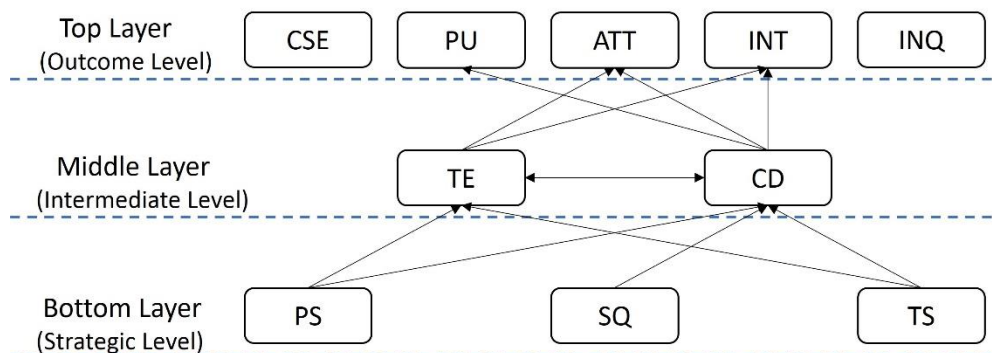 Top Layer
(Outcome Level)
CSE
PU
ATT
INT
INQ
Middle Layer
(Intermediate Level)
TE
CD
Bottom Layer
(Strategic Level)
PS
SQ
TS